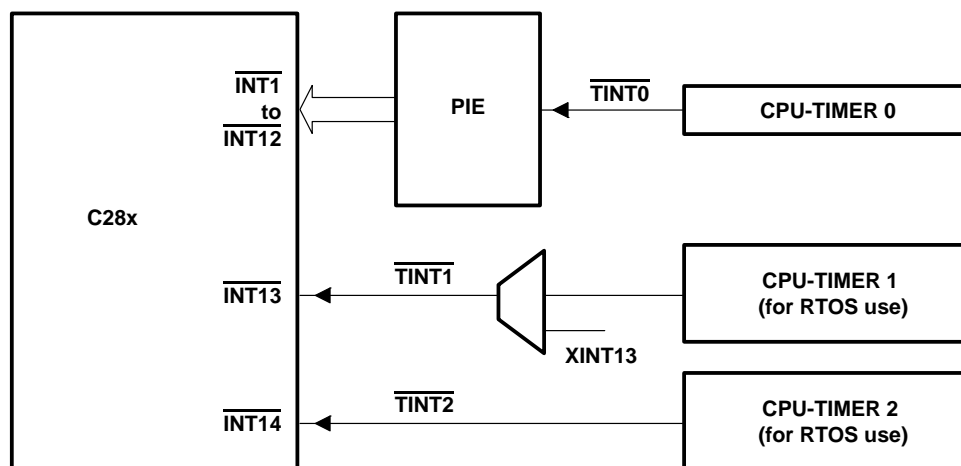 INT1
to
INT12
PIE
TINT0
CPU-TIMER 0
C28x
INT13
TINT1
XINT13
CPU-TIMER 1
(for RTOS use)
INT14
TINT2
CPU-TIMER 2
(for RTOS use)